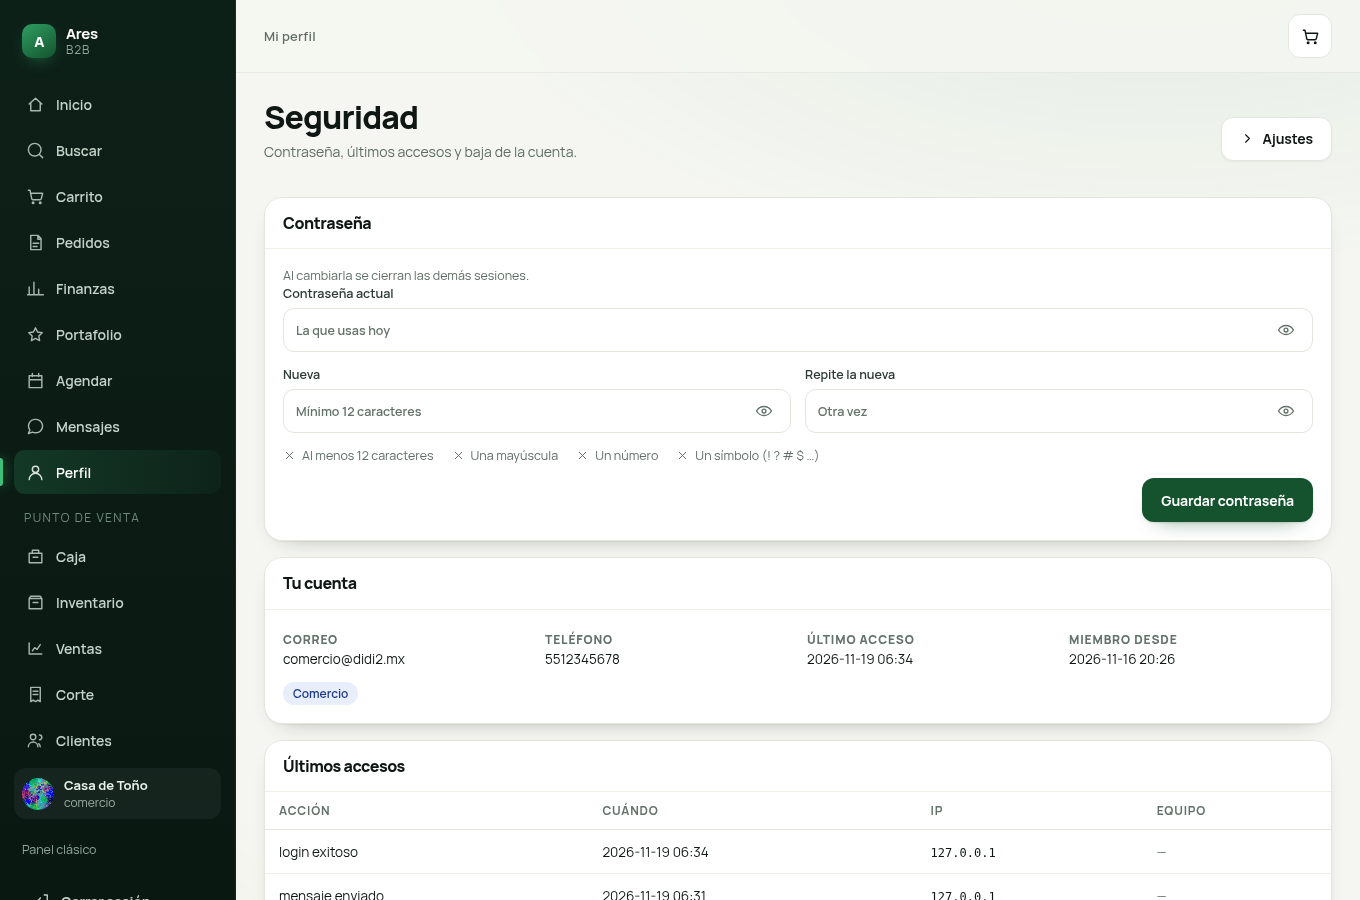 A
Ares
B2B
Inicio
Buscar
Carrito
Pedidos
Finanzas
Portafolio
Agendar
Mensajes
Perfil
PUNTO DE VENTA
Caja
Inventario
Ventas
Corte
Clientes
Casa de Toño
comercio
Panel clásico
Cerrar sesión
Mi perfil
Seguridad
Contraseña, últimos accesos y baja de la cuenta.
Ajustes
Contraseña
Al cambiarla se cierran las demás sesiones.
Contraseña actual
La que usas hoy
Nueva
Repite la nueva
Mínimo 12 caracteres
Otra vez
Al menos 12 caracteres
Una mayúscula
Un número
Un símbolo (! ? # $ …)
Guardar contraseña
Tu cuenta
CORREO
TELÉFONO
ÚLTIMO ACCESO
MIEMBRO DESDE
comercio@didi2.mx
5512345678
2026-11-19 06:34
2026-11-16 20:26
Comercio
Últimos accesos
ACCIÓN
CUÁNDO
IP
EQUIPO
login exitoso
2026-11-19 06:34
127.0.0.1
—
mensaje enviado
2026-11-19 06:31
127.0.0.1
—